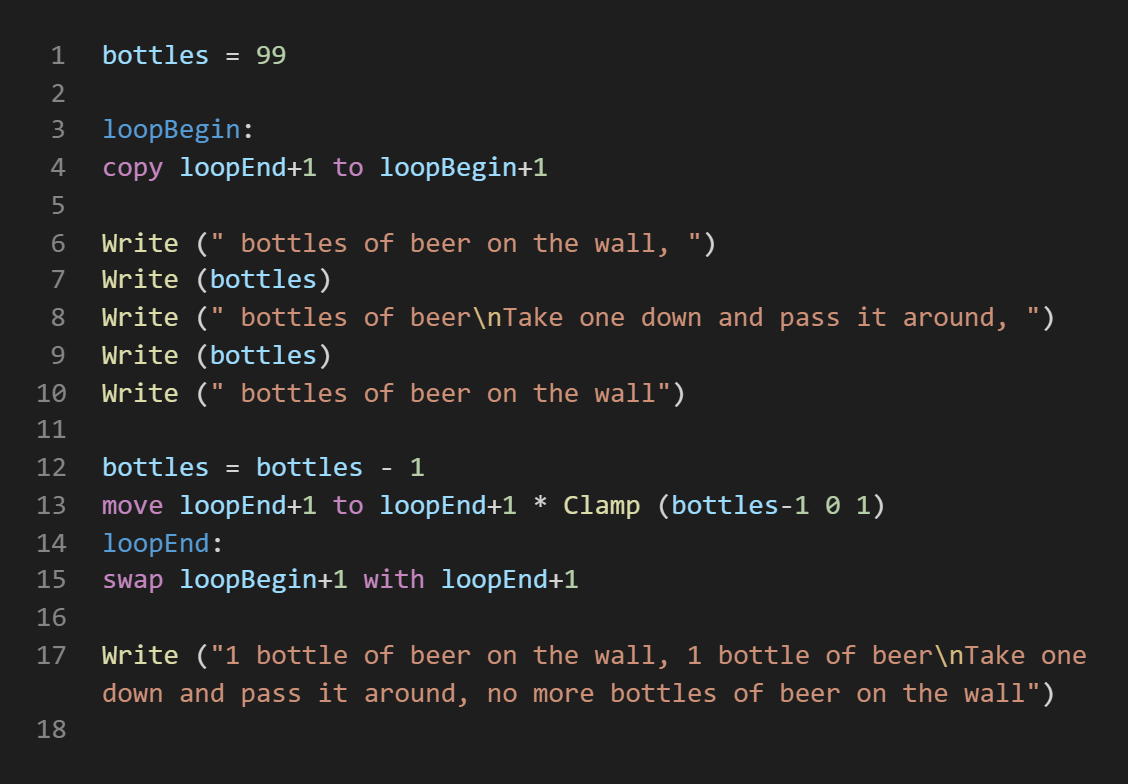 1 bottles = 99
2
3 loopBegin:
4 copy loopEnd+1 to loopBegin+1
5
6 Write (" bottles of beer on the wall, ")
7 Write (bottles)
8 Write (" bottles of beer\nTake one down and pass it around, ")
9 Write (bottles)
10 Write (" bottles of beer on the wall")
11
12 bottles = bottles - 1
13 move loopEnd+1 to loopEnd+1 * Clamp (bottles-1 0 1)
14 loopEnd:
15 swap loopBegin+1 with loopEnd+1
16
17 Write ("1 bottle of beer on the wall, 1 bottle of beer\nTake one
down and pass it around, no more bottles of beer on the wall")
18